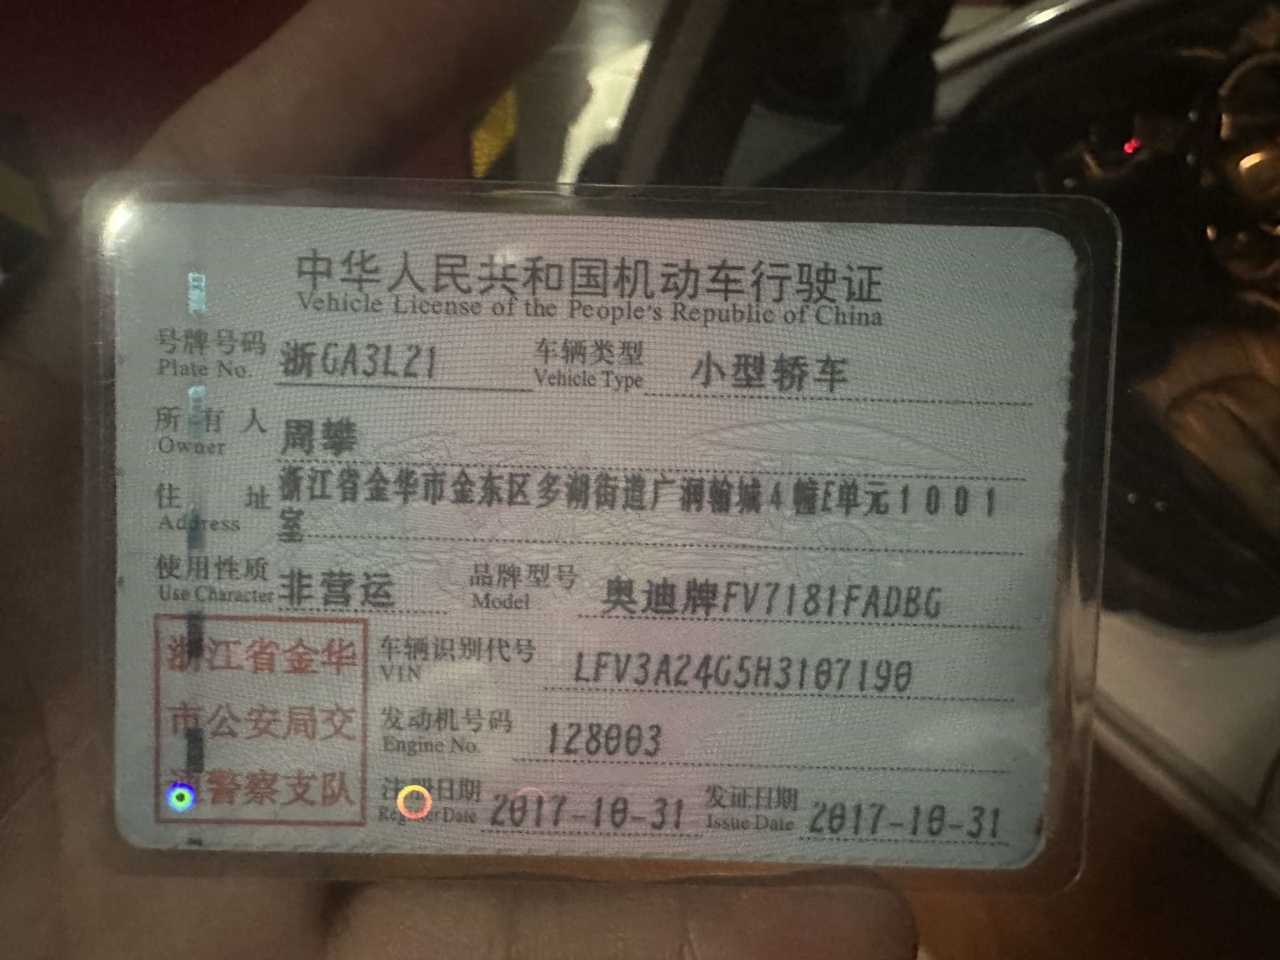 中华人民共和国机动车行驶证
Vehicle License of the People's Republic of China
号牌号码 浙GA3L21 车辆类型 小型轿车
Plate No. Vehicle Type
所有人 周攀
Owner
住址 浙江省金华市金东区多湖街道广润翰城4幢E单元1001
Address 室
使用性质 非营运 品牌型号 奥迪牌FV7181FADBG
Use Character Model
浙江省金华
市公安局交
通警察支队
车辆识别代号 LFV3A24G5H3107190
VIN
发动机号码 128003
Engine No.
注册日期 2017-10-31 发证日期 2017-10-31
Register Date Issue Date